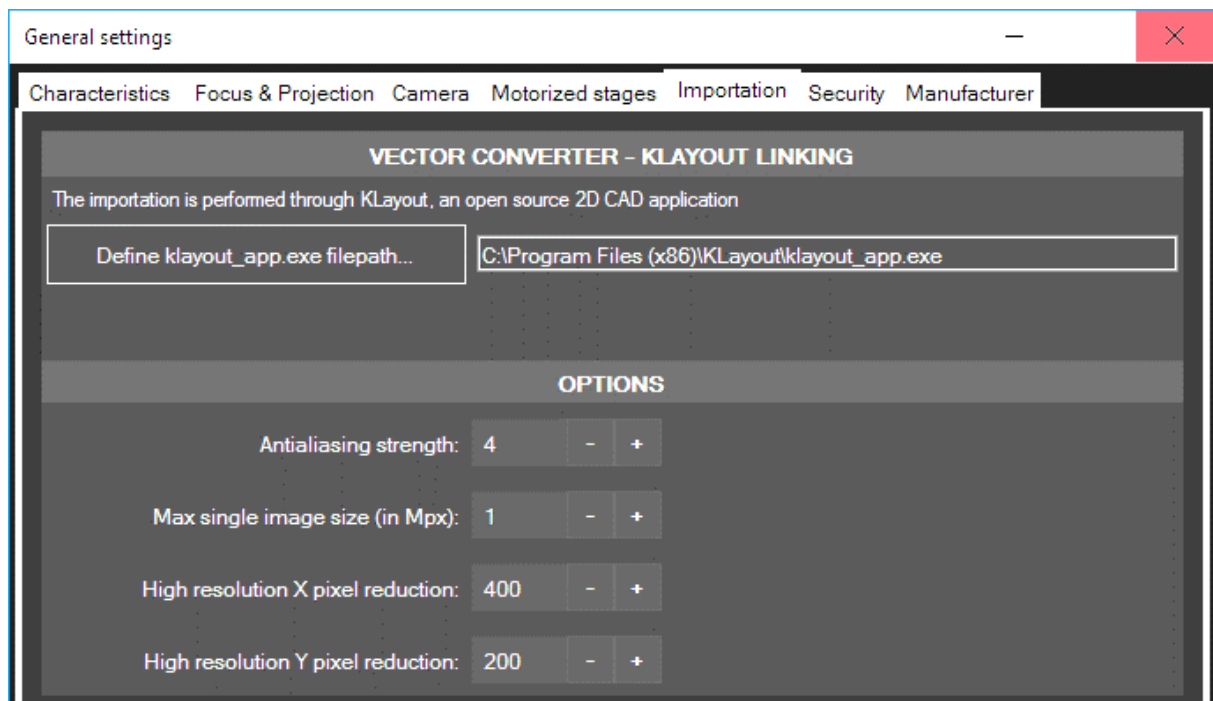 General settings
Characteristics Focus & Projection Camera Motorized stages Importation Security Manufacturer
VECTOR CONVERTER - KLAYOUT LINKING
The importation is performed through KLayout, an open source 2D CAD application
Define klayout_app.exe filepath... C:\Program Files (x86)\KLayout\klayout_app.exe
OPTIONS
Antialiasing strength: 4 - +
Max single image size (in Mpx): 1 - +
High resolution X pixel reduction: 400 - +
High resolution Y pixel reduction: 200 - +